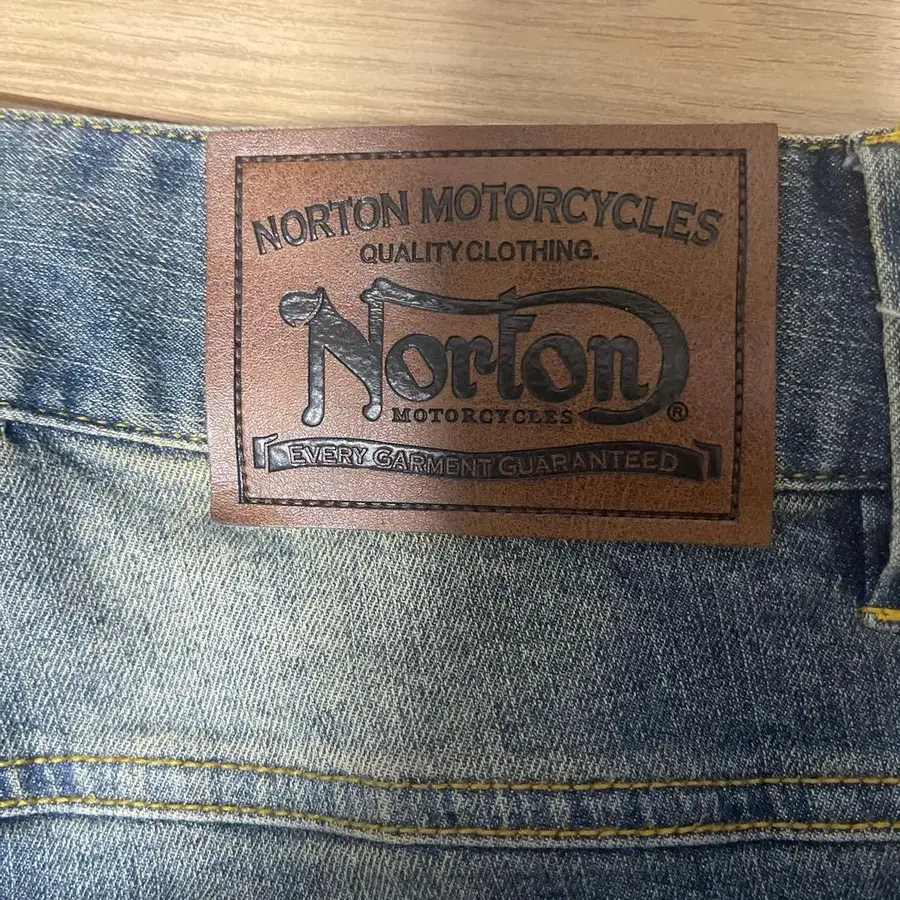 NORTON MOTORCYCLES
QUALITY CLOTHING.
Norton
MOTORCYCLES ®
EVERY GARMENT GUARANTEED